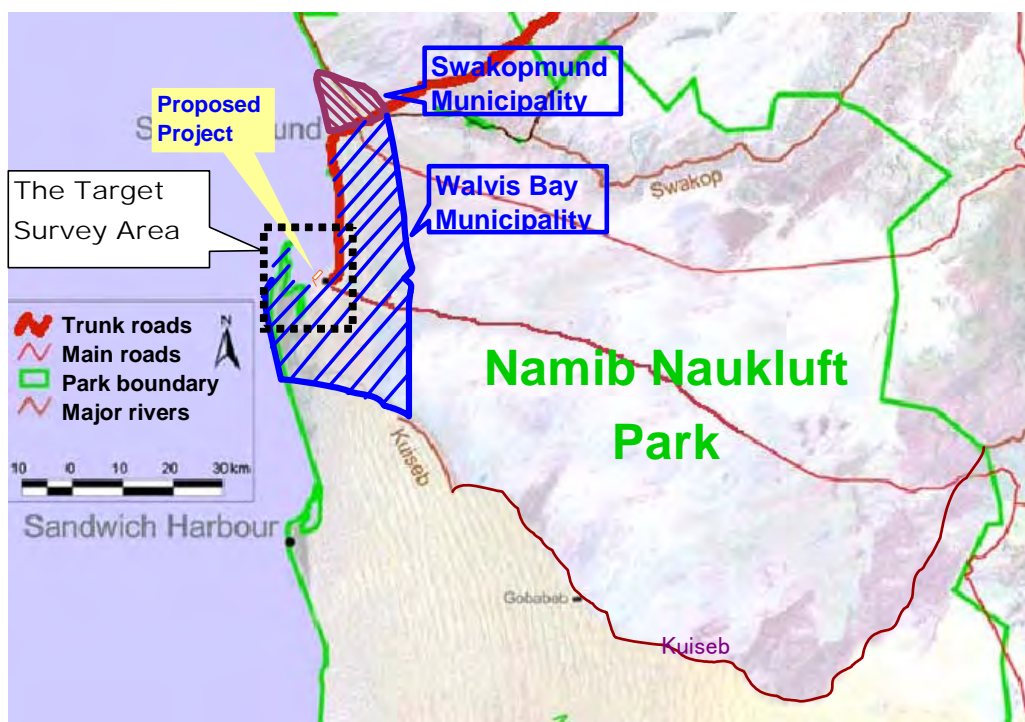 Swakopmund
Municipality
Proposed
Project
S
und
Walvis Bay
Municipality
Swakop
The Target
Survey Area
N
Trunk roads
Main roads
Park boundary
Major rivers
10 0 10 20 30km
Namib Naukluft
Park
Kuiseb
Sandwich Harbour
Gobabeb
Kuiseb